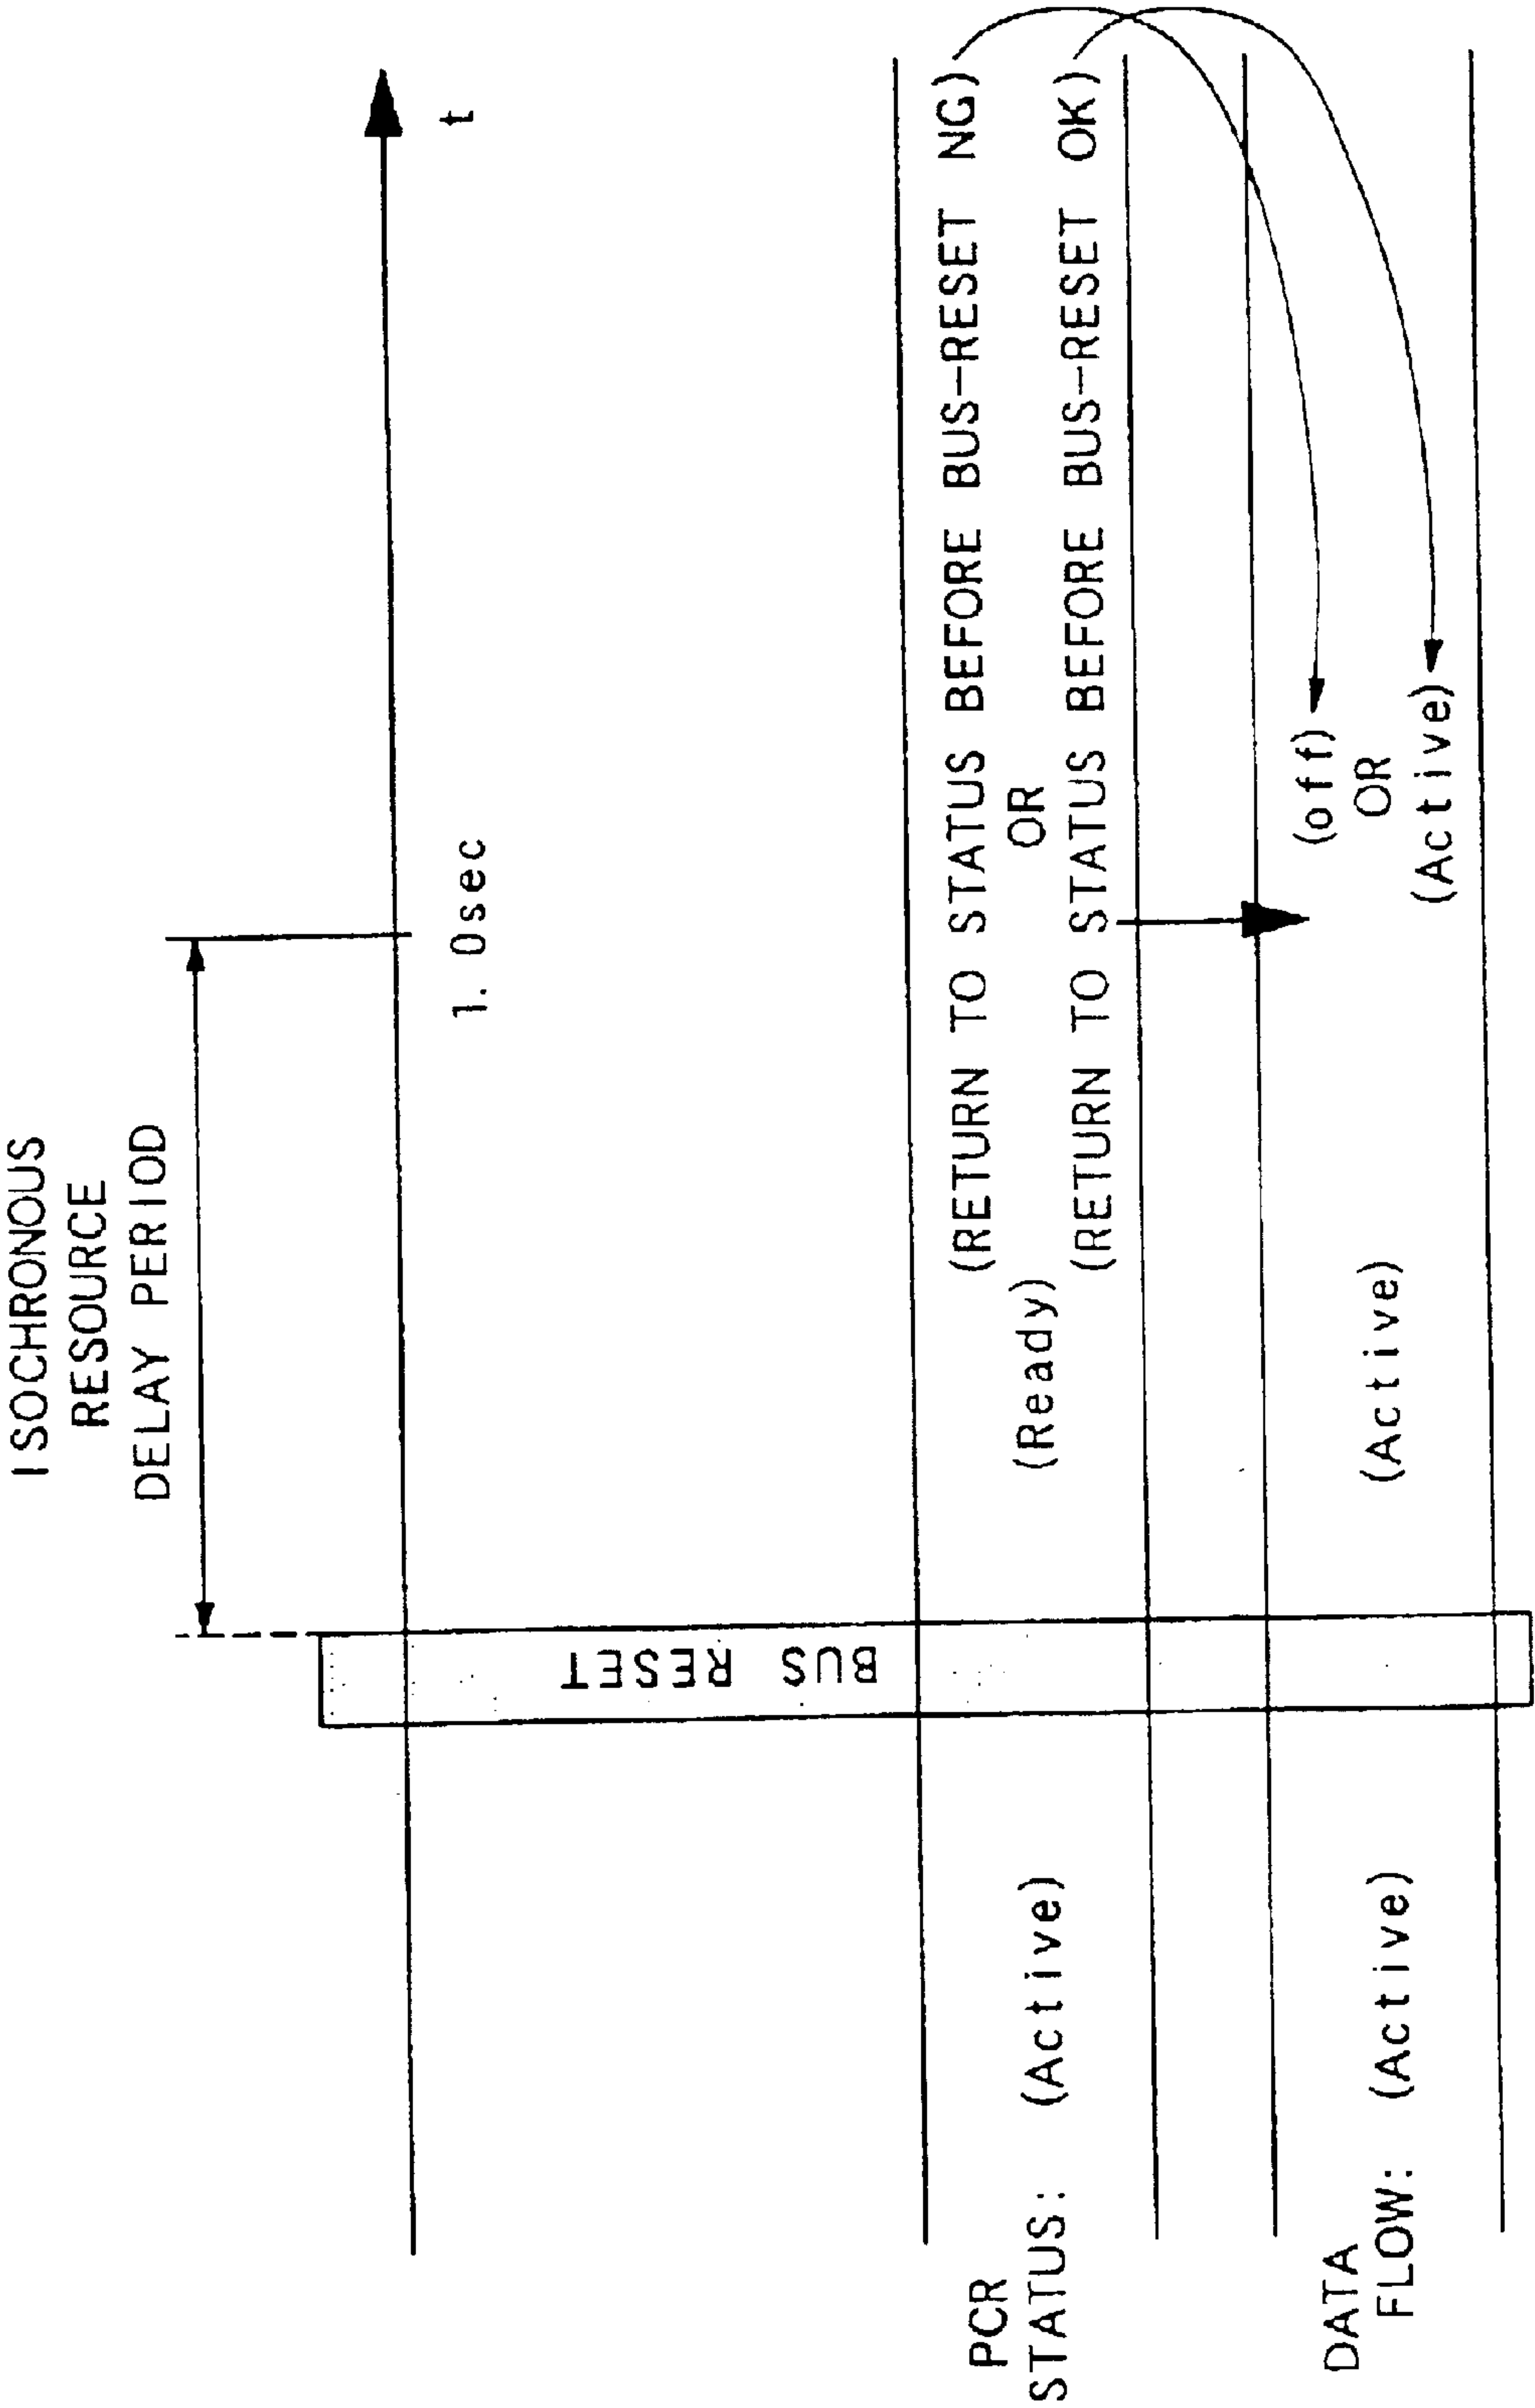 ISOCHRONOUS
RESOURCE
DELAY PERIOD
1.0sec
t
BUS RESET
PCR
STATUS: (Active)
(Ready)
(RETURN TO STATUS BEFORE BUS-RESET NG)
OR
(RETURN TO STATUS BEFORE BUS-RESET OK)
DATA
FLOW: (Active)
(Active)
(off)
OR
(Active)